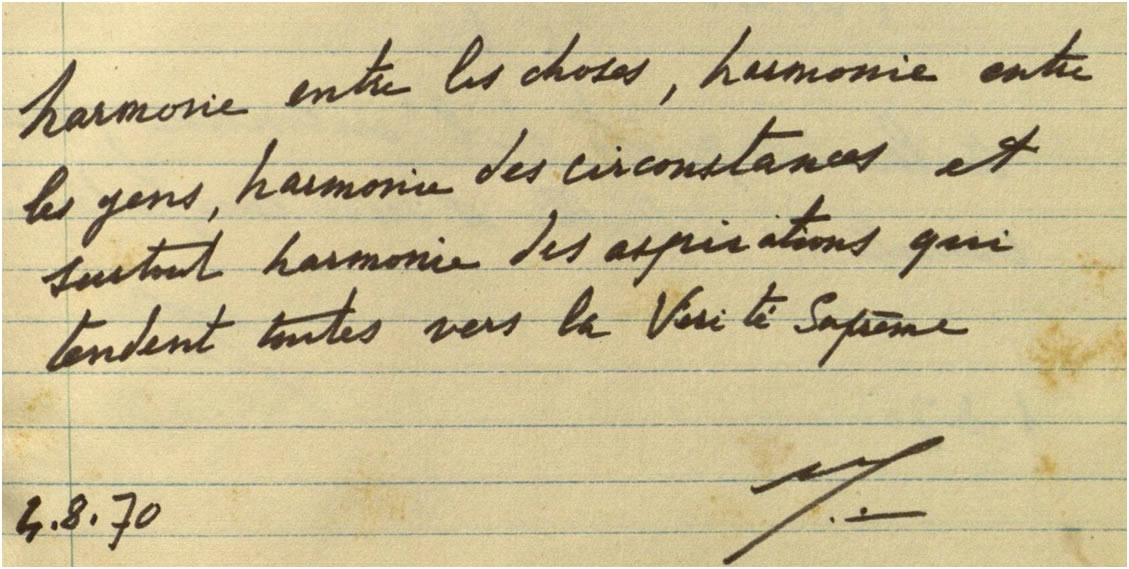 harmonie entre les choses, harmonie entre
les gens, harmonie des circonstances et
surtout harmonie des aspirations qui
tendent toutes vers la Vérité Suprême
4.8.70